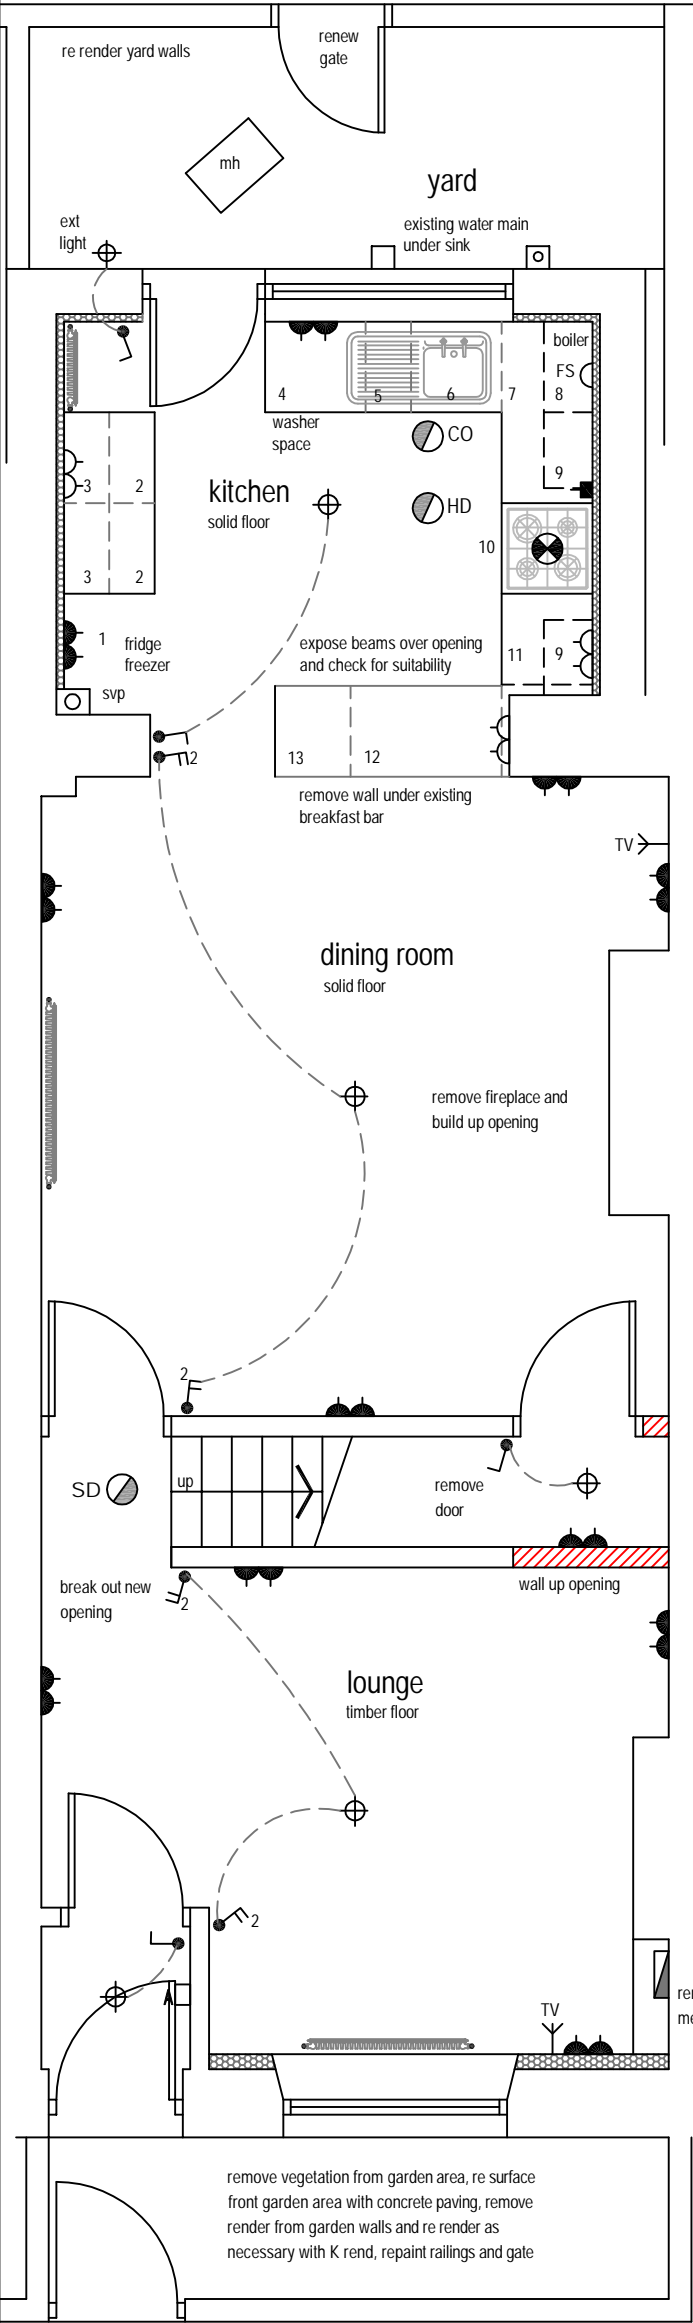 re render yard walls
renew
gate
mh
yard
ext
light
existing water main
under sink
boiler
FS
4
5
6
7
8
washer
space
CO
9
kitchen
solid floor
HD
3
2
10
3
2
1
fridge
freezer
expose beams over opening
and check for suitability
11
9
svp
2
13
12
remove wall under existing
breakfast bar
TV
dining room
solid floor
remove fireplace and
build up opening
2
SD
up
remove
door
break out new
opening
2
wall up opening
lounge
timber floor
2
TV
remove vegetation from garden area, re surface
front garden area with concrete paving, remove
render from garden walls and re render as
necessary with K rend, repaint railings and gate